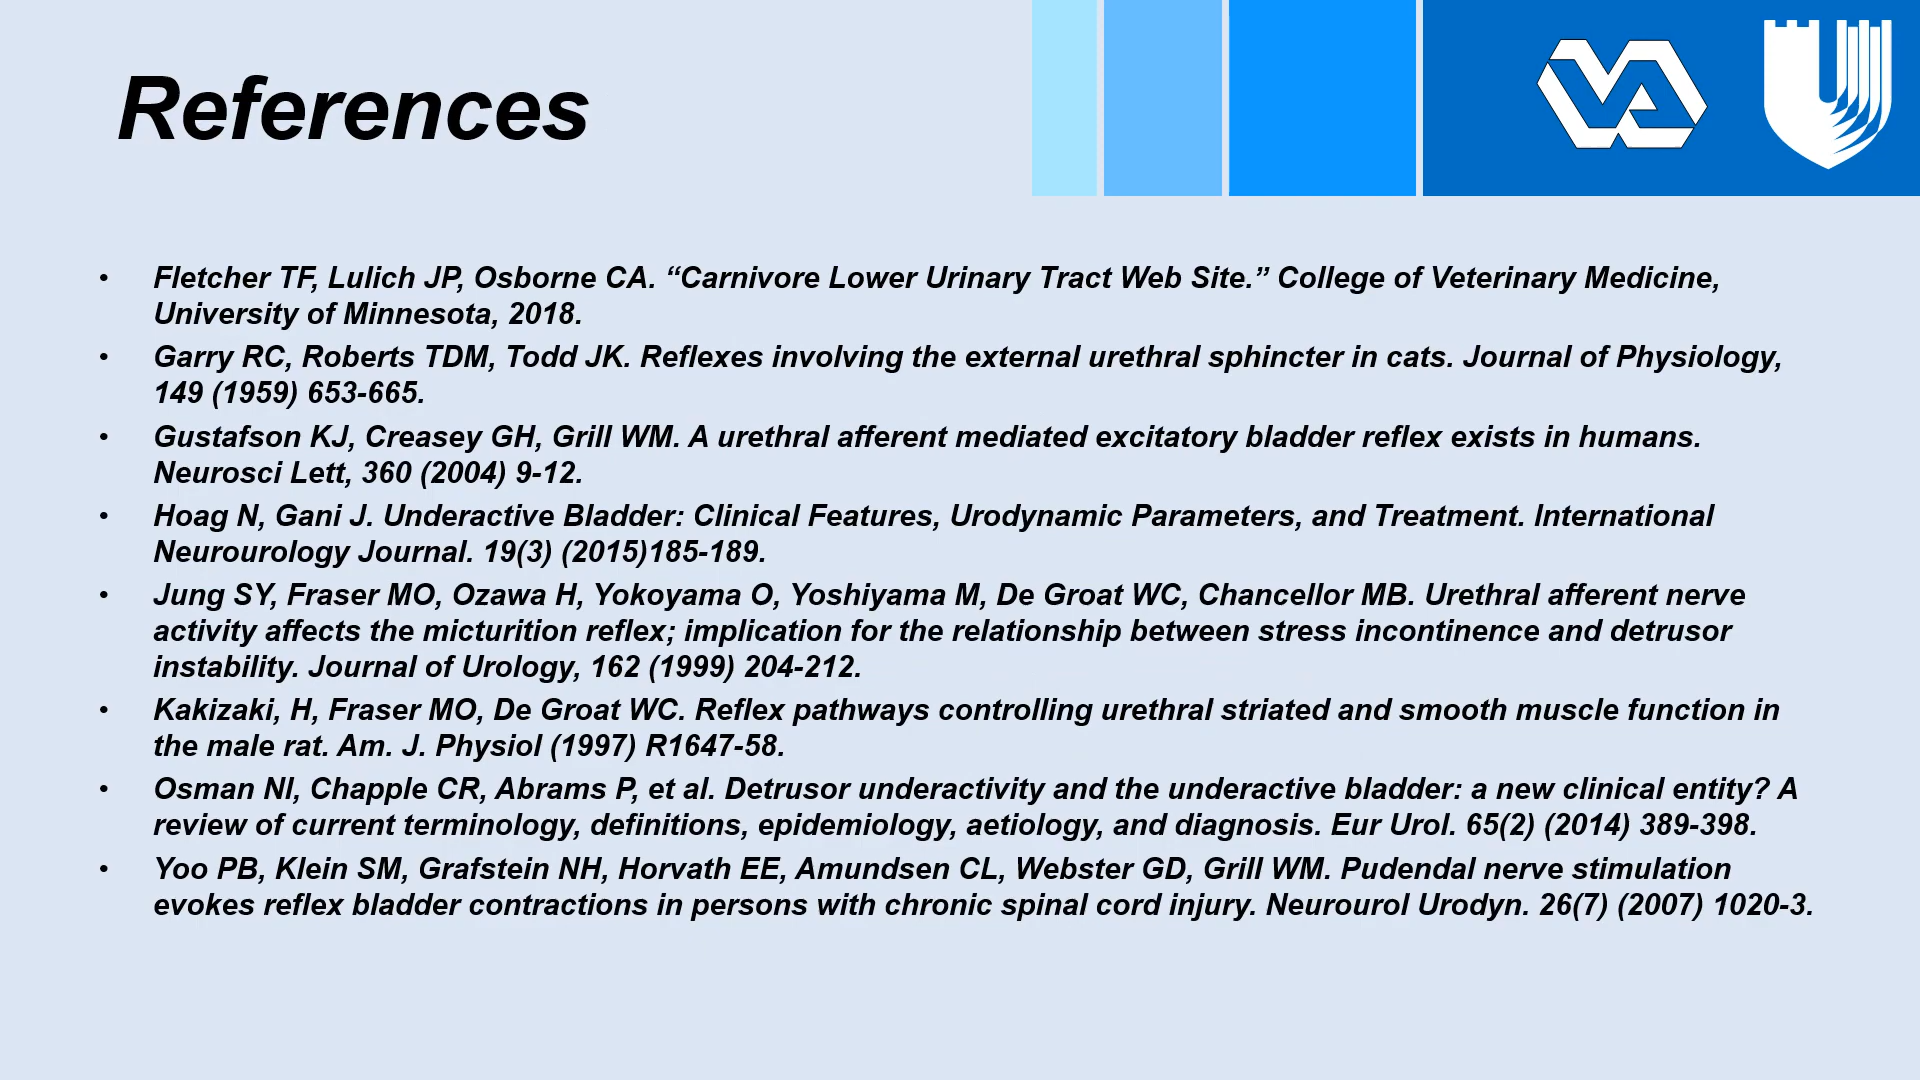 References
• Fletcher TF, Lulich JP, Osborne CA. “Carnivore Lower Urinary Tract Web Site.” College of Veterinary Medicine,
University of Minnesota, 2018.
• Garry RC, Roberts TDM, Todd JK. Reflexes involving the external urethral sphincter in cats. Journal of Physiology,
149 (1959) 653-665.
• Gustafson KJ, Creasey GH, Grill WM. A urethral afferent mediated excitatory bladder reflex exists in humans.
Neurosci Lett, 360 (2004) 9-12.
• Hoag N, Gani J. Underactive Bladder: Clinical Features, Urodynamic Parameters, and Treatment. International
Neurourology Journal. 19(3) (2015)185-189.
• Jung SY, Fraser MO, Ozawa H, Yokoyama O, Yoshiyama M, De Groat WC, Chancellor MB. Urethral afferent nerve
activity affects the micturition reflex; implication for the relationship between stress incontinence and detrusor
instability. Journal of Urology, 162 (1999) 204-212.
• Kakizaki, H, Fraser MO, De Groat WC. Reflex pathways controlling urethral striated and smooth muscle function in
the male rat. Am. J. Physiol (1997) R1647-58.
• Osman NI, Chapple CR, Abrams P, et al. Detrusor underactivity and the underactive bladder: a new clinical entity? A
review of current terminology, definitions, epidemiology, aetiology, and diagnosis. Eur Urol. 65(2) (2014) 389-398.
• Yoo PB, Klein SM, Grafstein NH, Horvath EE, Amundsen CL, Webster GD, Grill WM. Pudendal nerve stimulation
evokes reflex bladder contractions in persons with chronic spinal cord injury. Neurourol Urodyn. 26(7) (2007) 1020-3.